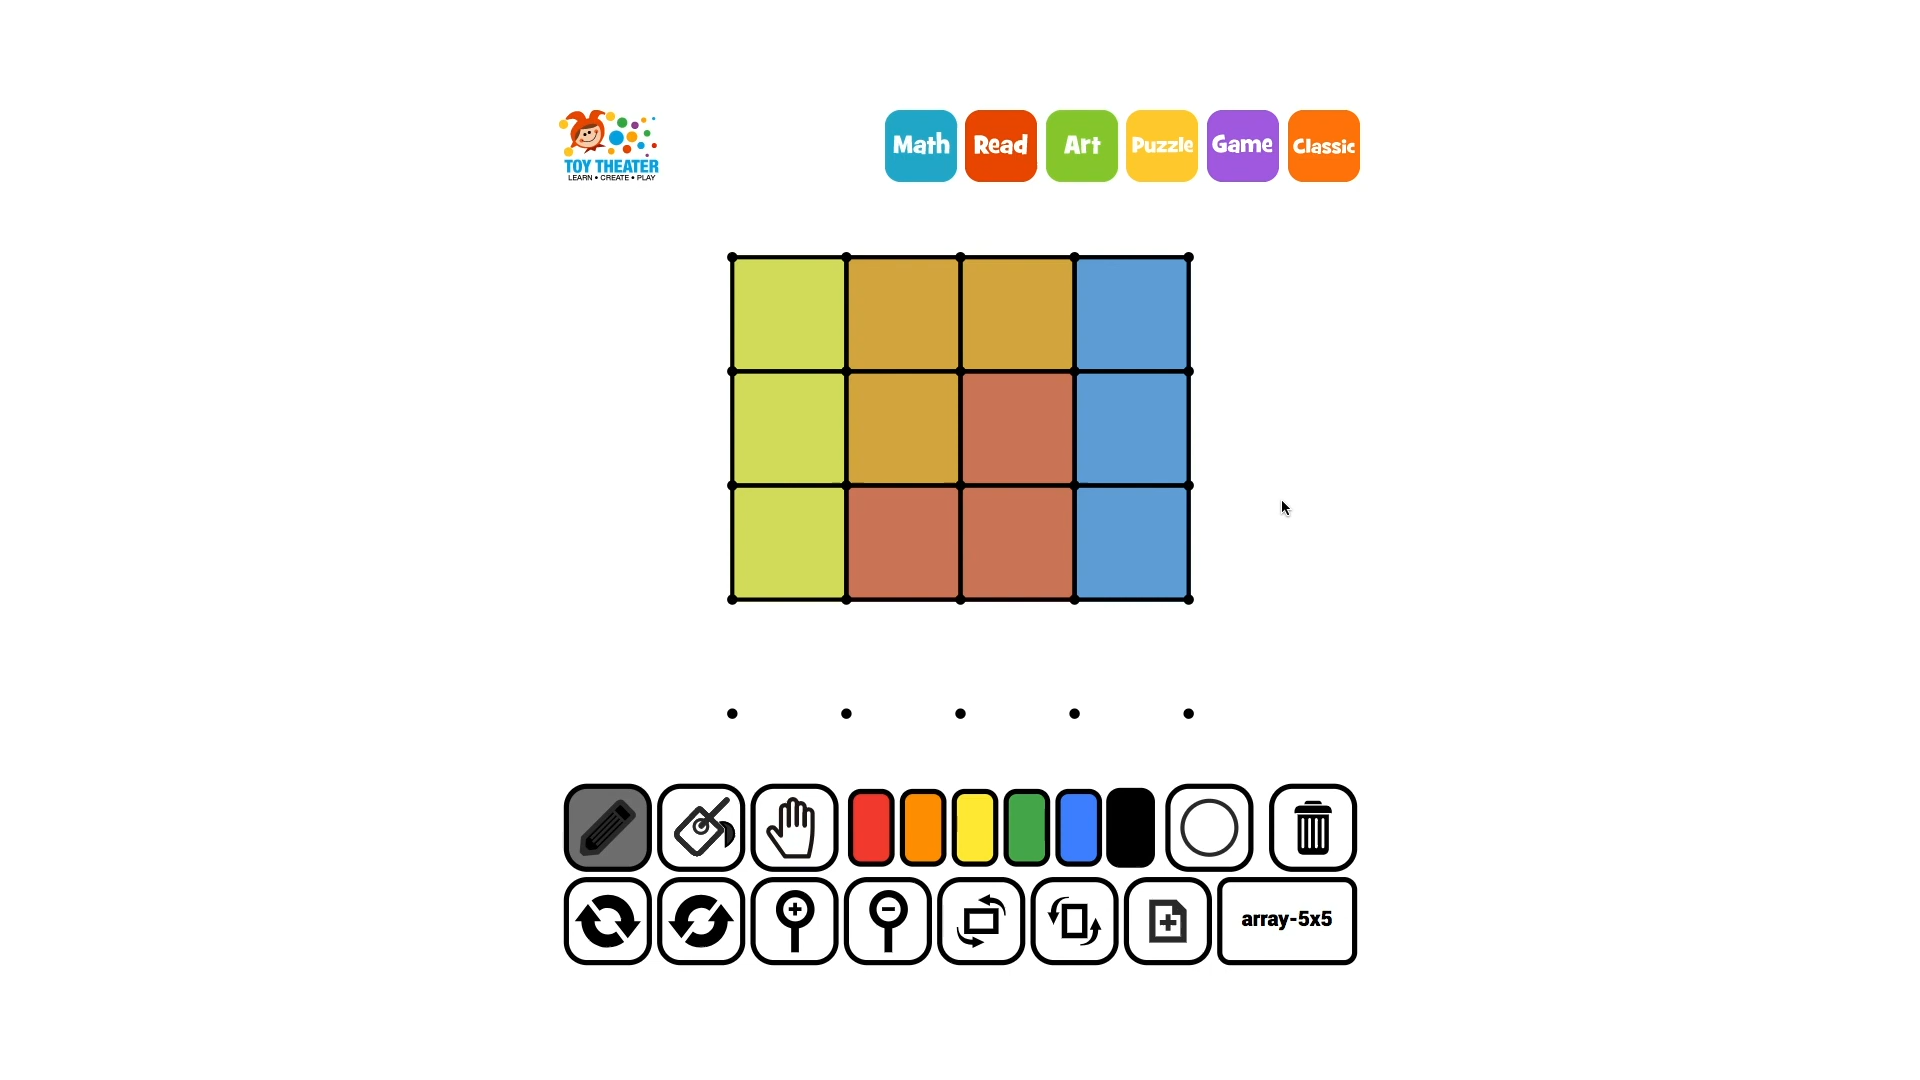 TOY THEATER
LEARN • CREATE • PLAY
Math
Read
Art
Puzzle
Game
Classic
array-5x5